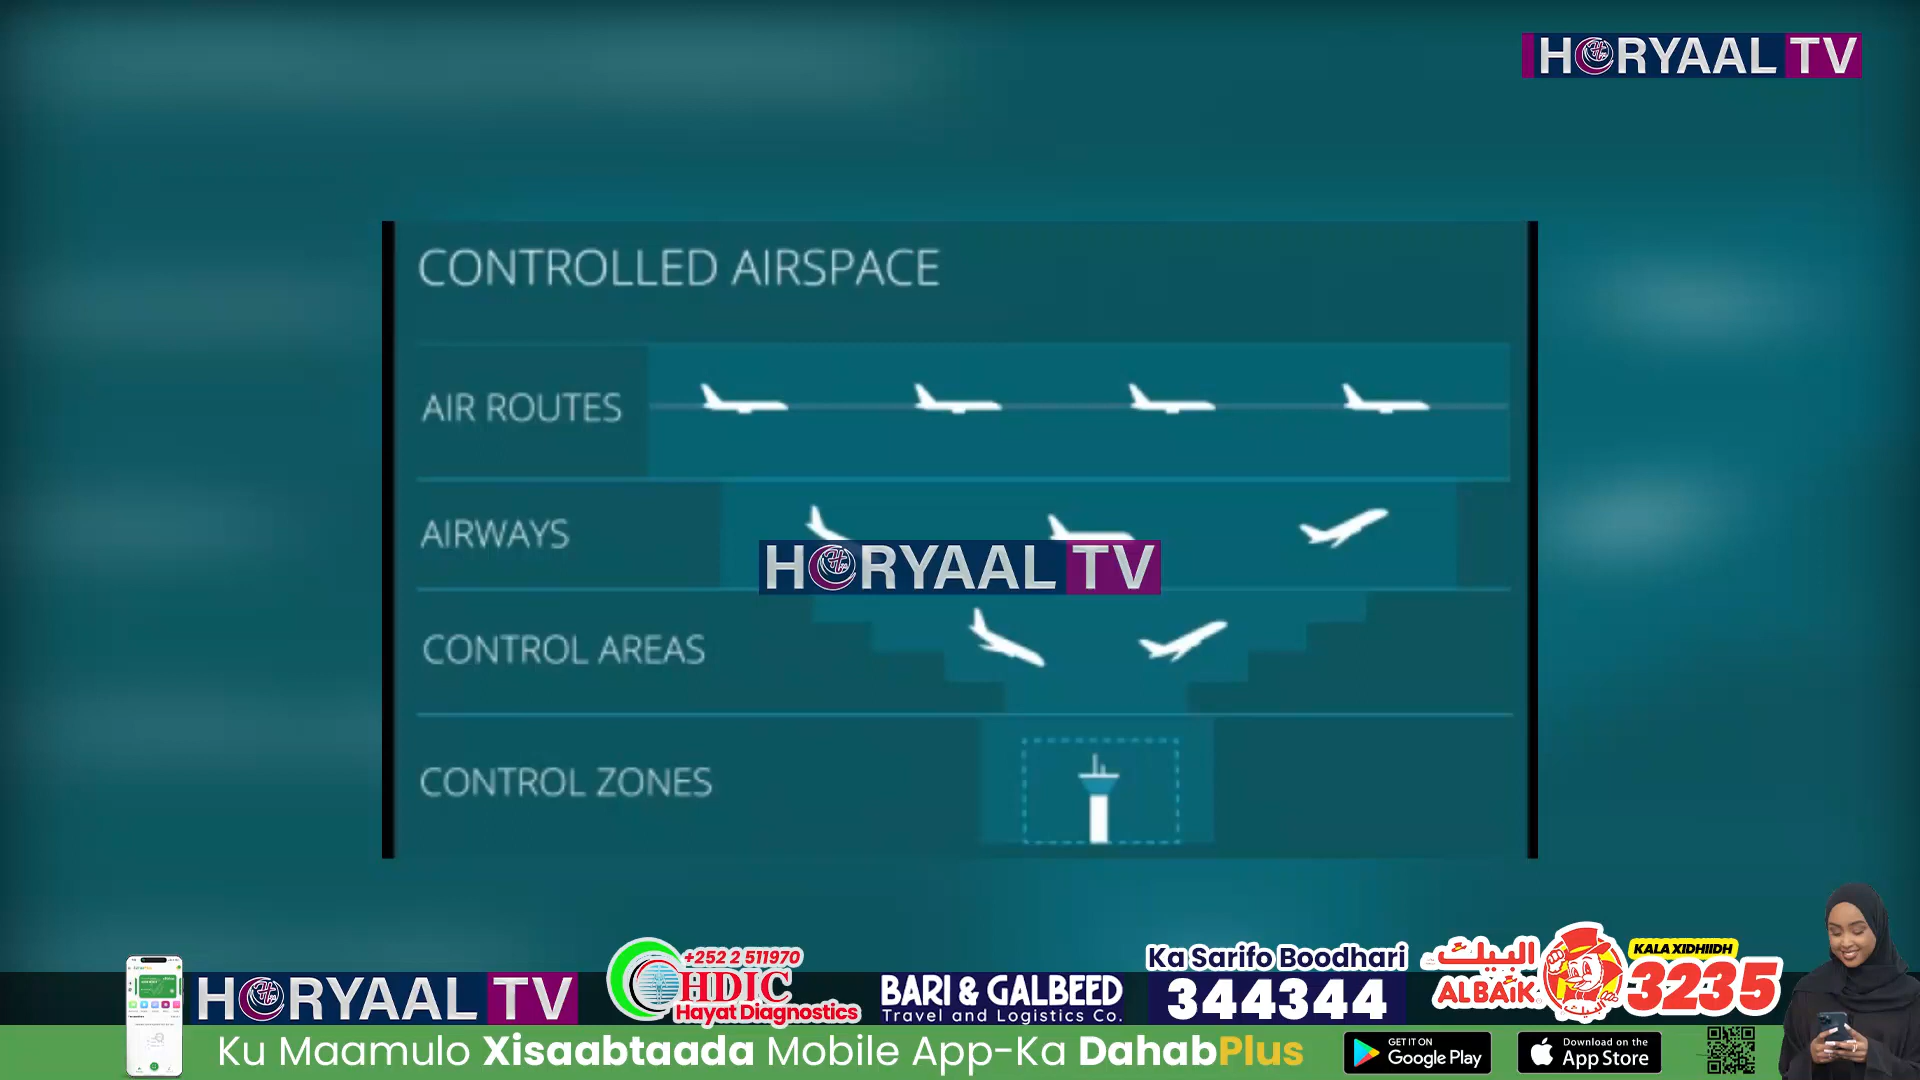 HORYAAL TV
CONTROLLED AIRSPACE
AIR ROUTES
AIRWAYS
HORYAAL TV
CONTROL AREAS
CONTROL ZONES
HORYAAL TV
+252 2 511970
HDIC
Hayat Diagnostics
BARI & GALBEED
Travel and Logistics Co.
Ka Sarifo Boodhari
344344
البيك
ALBAIK
KALA XIDHIIDH
3235
Ku Maamulo Xisaabtaada Mobile App-Ka DahabPlus
GET IT ON
Google Play
Download on the
App Store